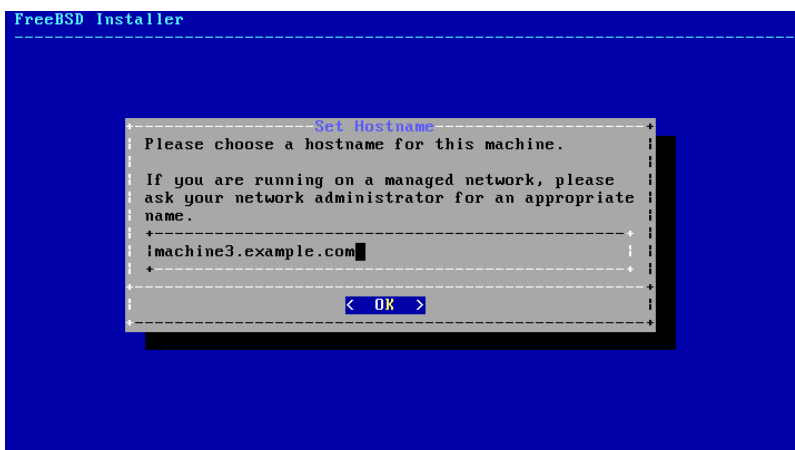 FreeBSD Installer
Set Hostname
Please choose a hostname for this machine.
If you are running on a managed network, please
ask your network administrator for an appropriate
name.
machine3.example.com
< OK >